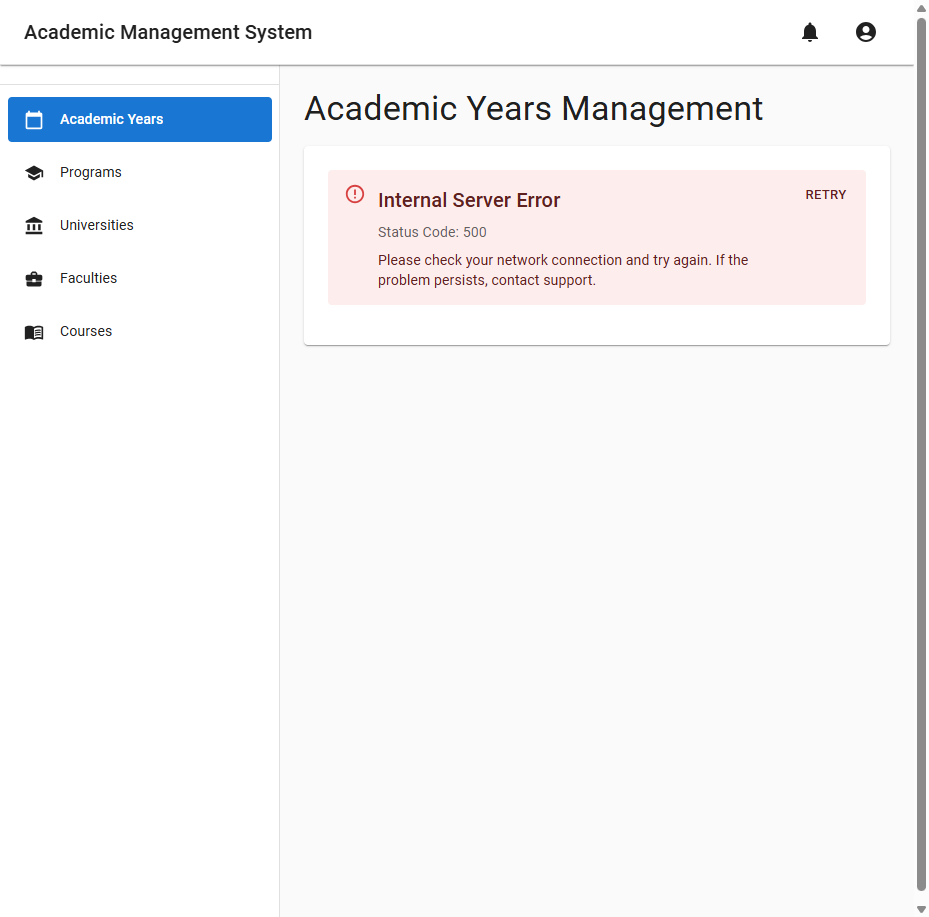 Academic Management System
Academic Years
Programs
Universities
Faculties
Courses
Academic Years Management
Internal Server Error
RETRY
Status Code: 500
Please check your network connection and try again. If the
problem persists, contact support.